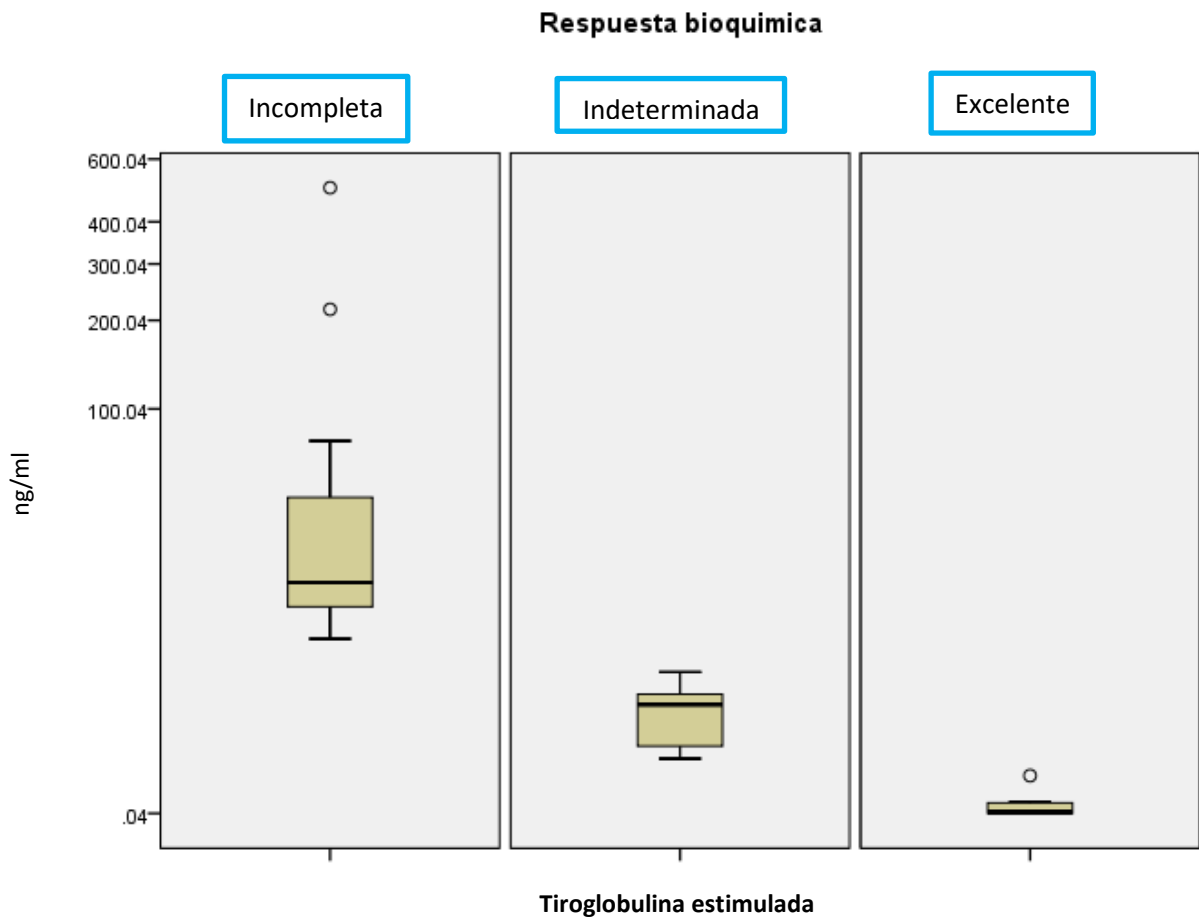 Respuesta bioquimica
Incompleta
Indeterminada
Excelente
600.04
400.04
300.04
200.04
100.04
.04
ng/ml
Tiroglobulina estimulada